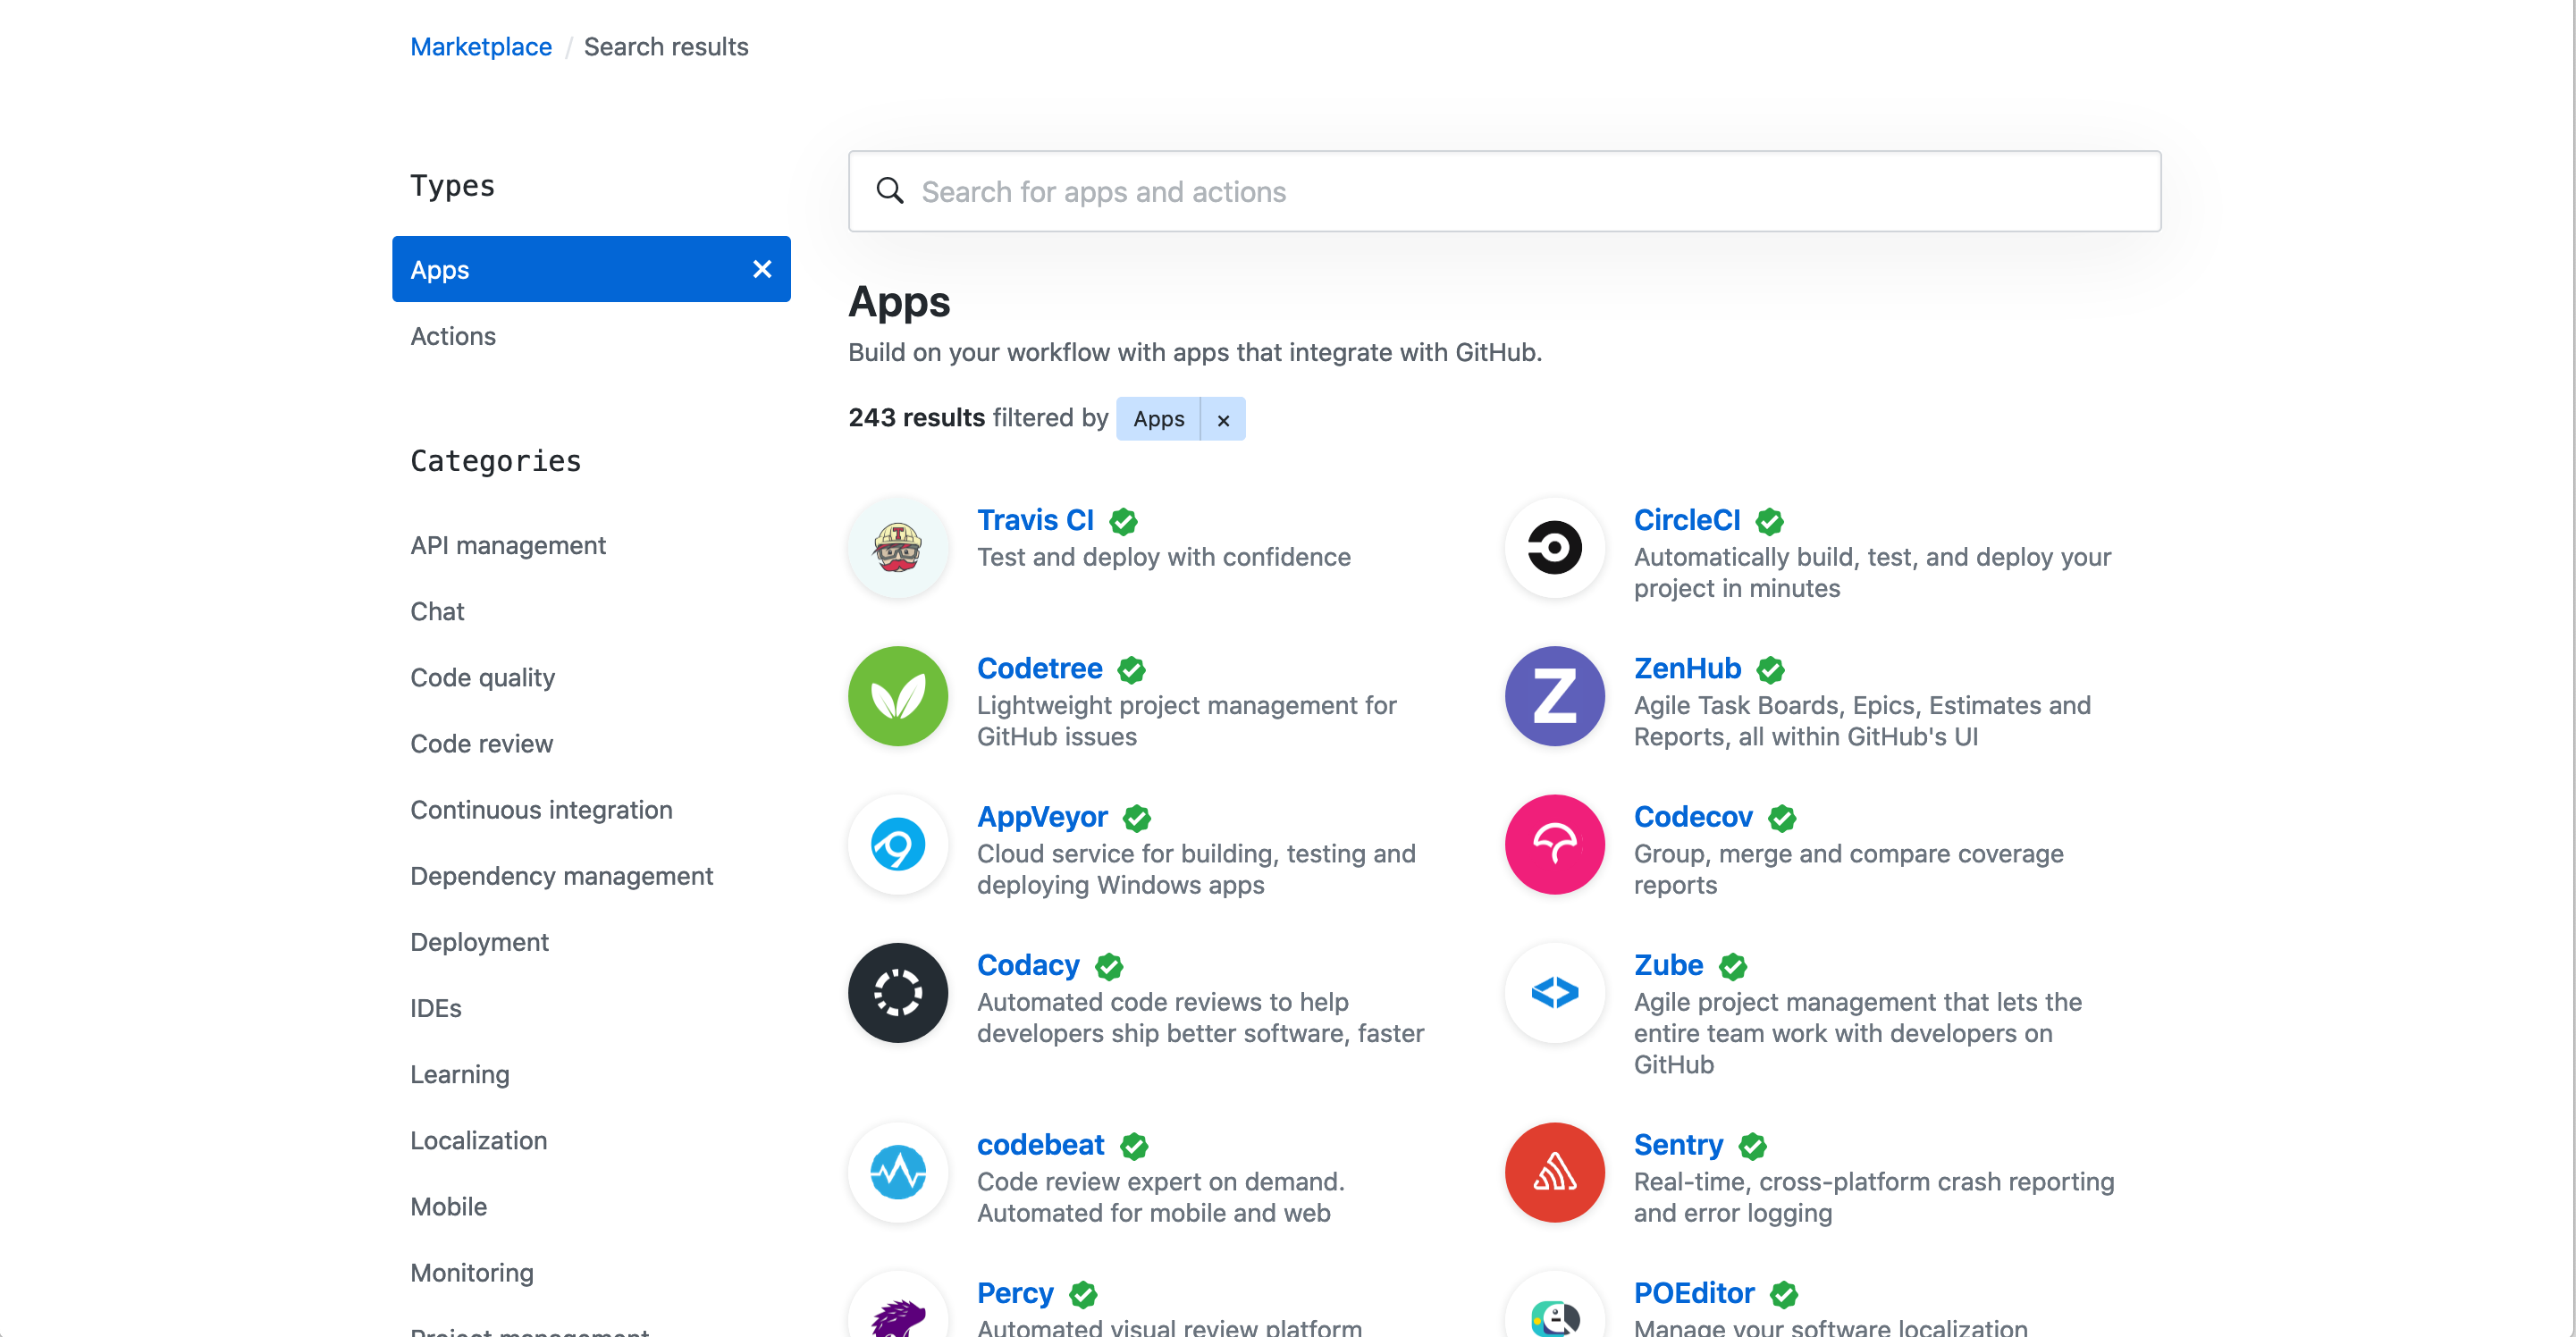 Marketplace / Search results
Types
Apps
Actions
Categories
API management
Chat
Code quality
Code review
Continuous integration
Dependency management
Deployment
IDEs
Learning
Localization
Mobile
Monitoring
Project management
Search for apps and actions
Apps
Build on your workflow with apps that integrate with GitHub.
243 results filtered by Apps ×
Travis CI
Test and deploy with confidence
CircleCI
Automatically build, test, and deploy your
project in minutes
Codetree
Lightweight project management for
GitHub issues
ZenHub
Agile Task Boards, Epics, Estimates and
Reports, all within GitHub's UI
AppVeyor
Cloud service for building, testing and
deploying Windows apps
Codecov
Group, merge and compare coverage
reports
Codacy
Automated code reviews to help
developers ship better software, faster
Zube
Agile project management that lets the
entire team work with developers on
GitHub
codebeat
Code review expert on demand.
Automated for mobile and web
Sentry
Real-time, cross-platform crash reporting
and error logging
Percy
Automated visual review platform
POEditor
Manage your software localization